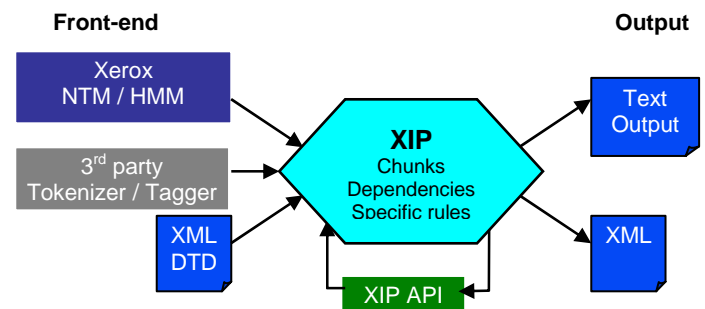 Front-end
Output
Xerox
NTM / HMM
3rd party
Tokenizer / Tagger
XML
DTD
XIP
Chunks
Dependencies
Specific rules
XIP API
Text
Output
XML